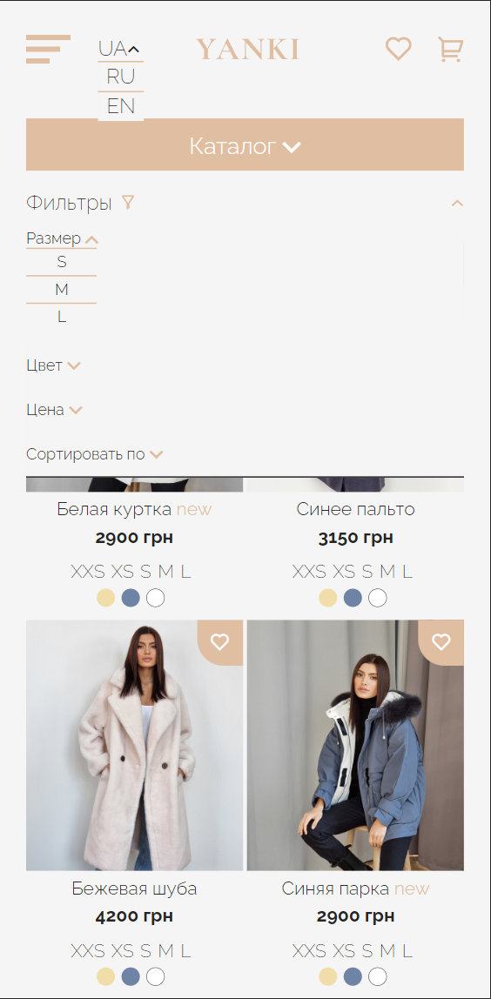 UA YANKI
RU
EN
Каталог
Фильтры
Размер
S
M
L
Цвет
Цена
Сортировать по
Белая куртка new
2900 грн
XXS XS S M L
Синее пальто
3150 грн
XXS XS S M L
Бежевая шуба
4200 грн
XXS XS S M L
Синяя парка new
2900 грн
XXS XS S M L